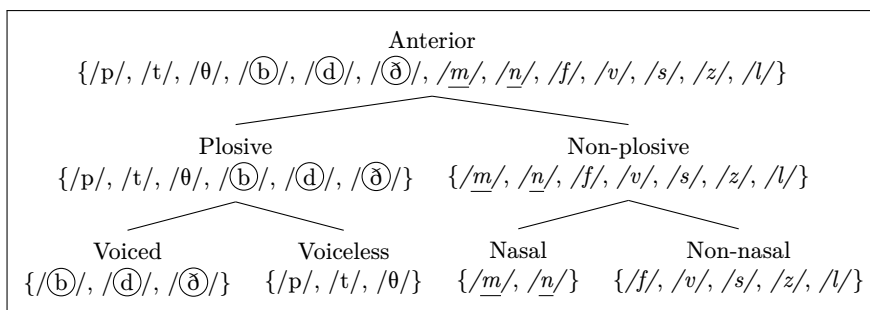 Anterior
{/p/, /t/, /θ/, /b/, /d/, /ð/, /m/, /n/, /f/, /v/, /s/, /z/, /l/}
Plosive Non-plosive
{/p/, /t/, /θ/, /b/, /d/, /ð/} {/m/, /n/, /f/, /v/, /s/, /z/, /l/}
Voiced Voiceless Nasal Non-nasal
{/b/, /d/, /ð/} {/p/, /t/, /θ/} {/m/, /n/} {/f/, /v/, /s/, /z/, /l/}